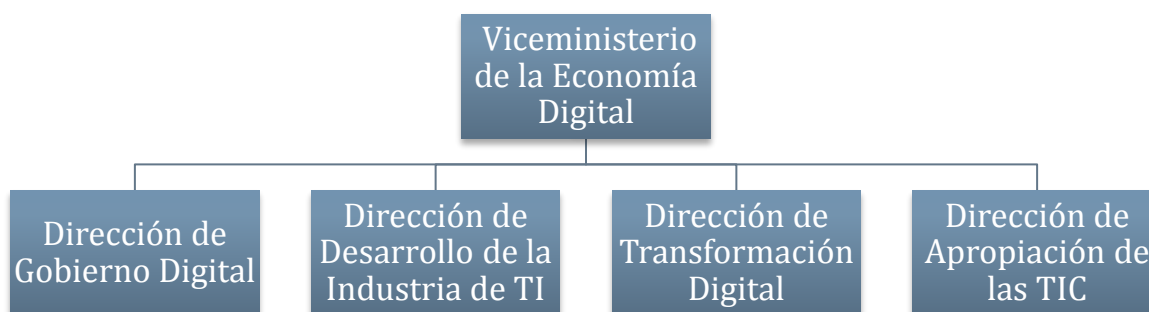 Viceministerio
de la Economía
Digital
Dirección de
Gobierno Digital
Dirección de
Desarrollo de la
Industria de TI
Dirección de
Transformación
Digital
Dirección de
Apropiación de
las TIC